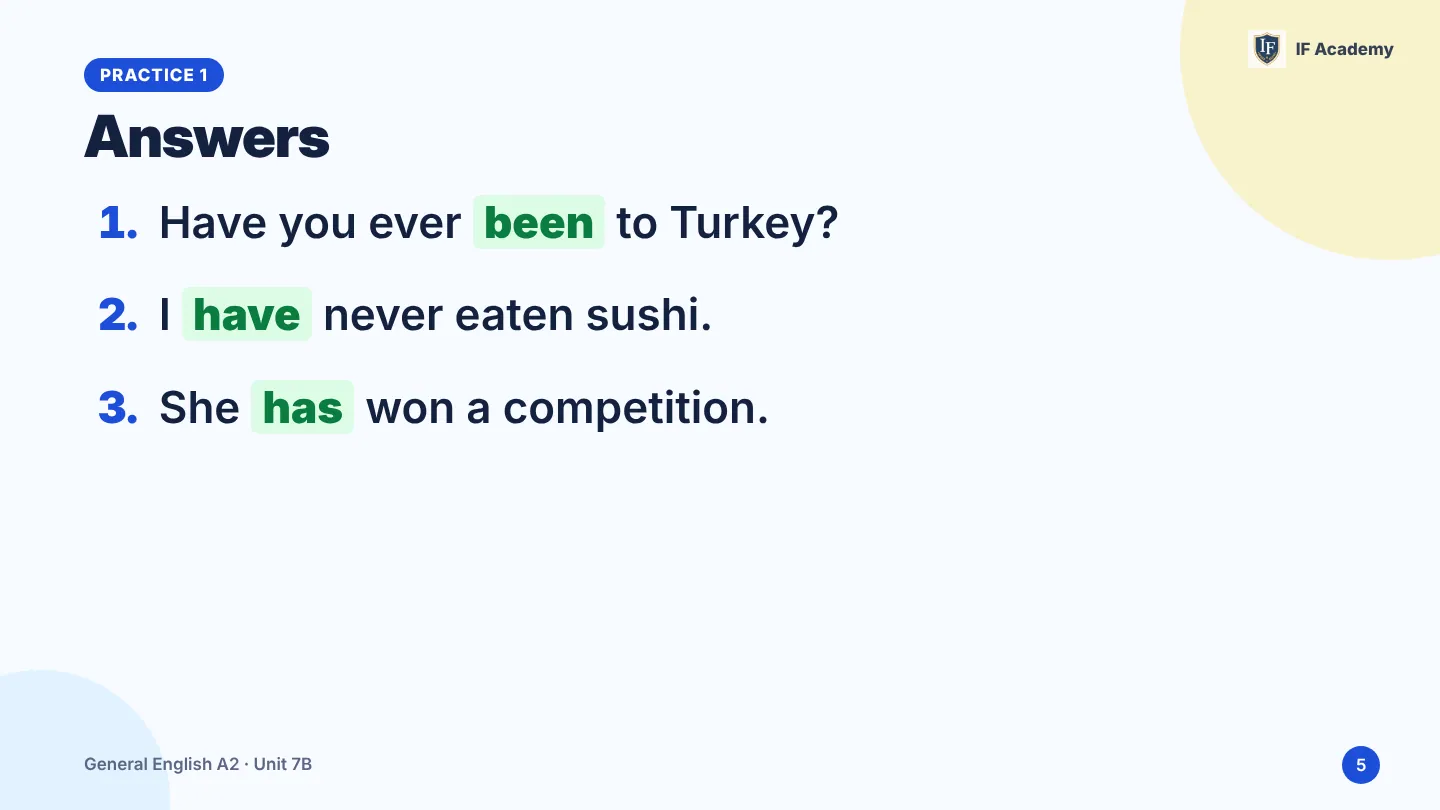 IF
IF Academy
PRACTICE 1
Answers
1. Have you ever been to Turkey?
2. I have never eaten sushi.
3. She has won a competition.
General English A2 · Unit 7B
5